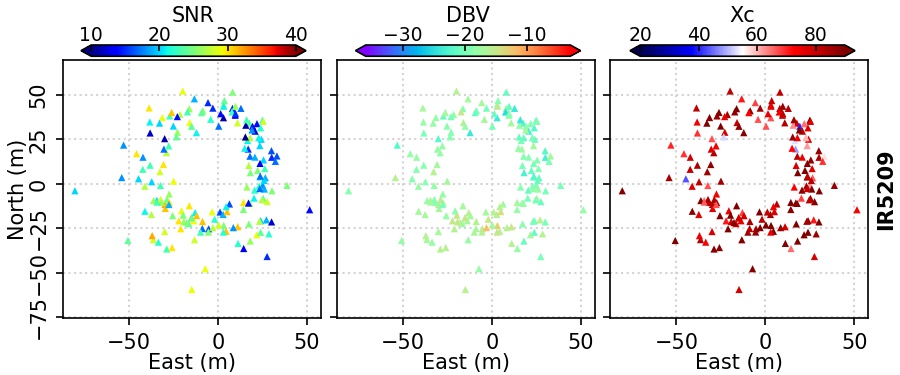 SNR DBV Xc
10 20 30 40 −30 −20 −10 20 40 60 80
50
25
0
−25
−50
−75
North (m)
−50 0 50 −50 0 50 −50 0 50
East (m) East (m) East (m)
IR5209